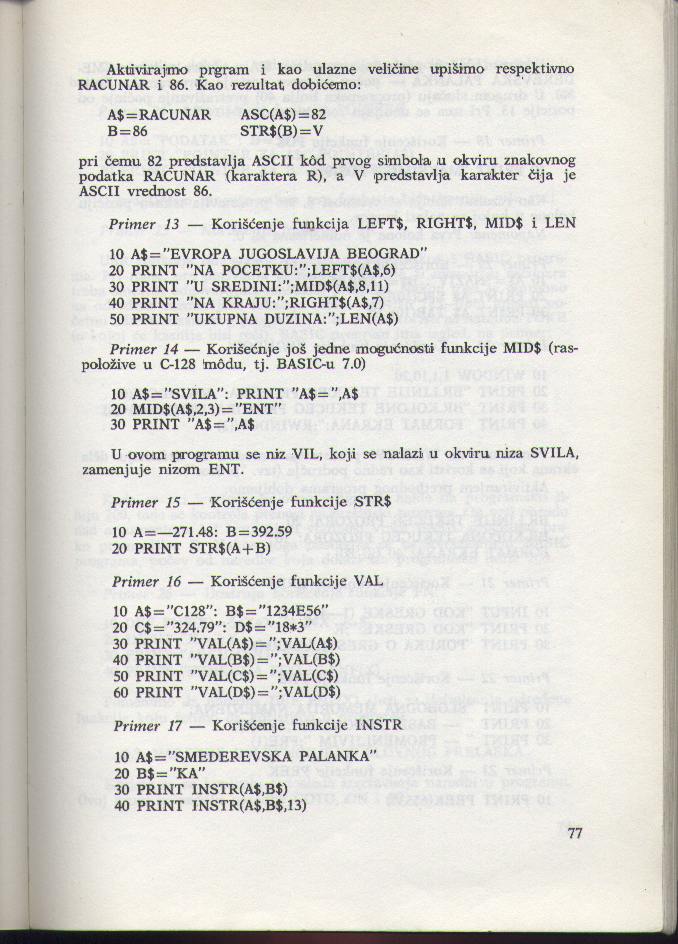 Aktivirajmo prgram i kao ulazne veličine upišimo respektivno
RACUNAR i 86. Kao rezultat dobićemo:
A$=RACUNAR ASC(A$)=82
B=86 STR$(B)=V
pri čemu 82 predstavlja ASCII kôd prvog simbola u okviru znakovnog
podatka RACUNAR (karaktera R), a V predstavlja karakter čija je
ASCII vrednost 86.
Primer 13 — Korišćenje funkcija LEFT$, RIGHT$, MID$ i LEN
10 A$="EVROPA JUGOSLAVIJA BEOGRAD"
20 PRINT "NA POCETKU:";LEFT$(A$,6)
30 PRINT "U SREDINI:";MID$(A$,8,11)
40 PRINT "NA KRAJU:";RIGHT$(A$,7)
50 PRINT "UKUPNA DUZINA:";LEN(A$)
Primer 14 — Korišećnje još jedne mogućnosti funkcije MID$ (ras-
položive u C-128 môdu, tj. BASIC-u 7.0)
10 A$="SVILA": PRINT "A$=",A$
20 MID$(A$,2,3)="ENT"
30 PRINT "A$=",A$
U ovom programu se niz VIL, koji se nalazi u okviru niza SVILA,
zamenjuje nizom ENT.
Primer 15 — Korišćenje funkcije STR$
10 A=—271.48: B=392.59
20 PRINT STR$(A+B)
Primer 16 — Korišćenje funkcije VAL
10 A$="C128": B$="1234E56"
20 C$="324.79": D$="18*3"
30 PRINT "VAL(A$)=";VAL(A$)
40 PRINT "VAL(B$)=";VAL(B$)
50 PRINT "VAL(C$)=";VAL(C$)
60 PRINT "VAL(D$)=";VAL(D$)
Primer 17 — Korišćenje funkcije INSTR
10 A$="SMEDEREVSKA PALANKA"
20 B$="KA"
30 PRINT INSTR(A$,B$)
40 PRINT INSTR(A$,B$,13)
77